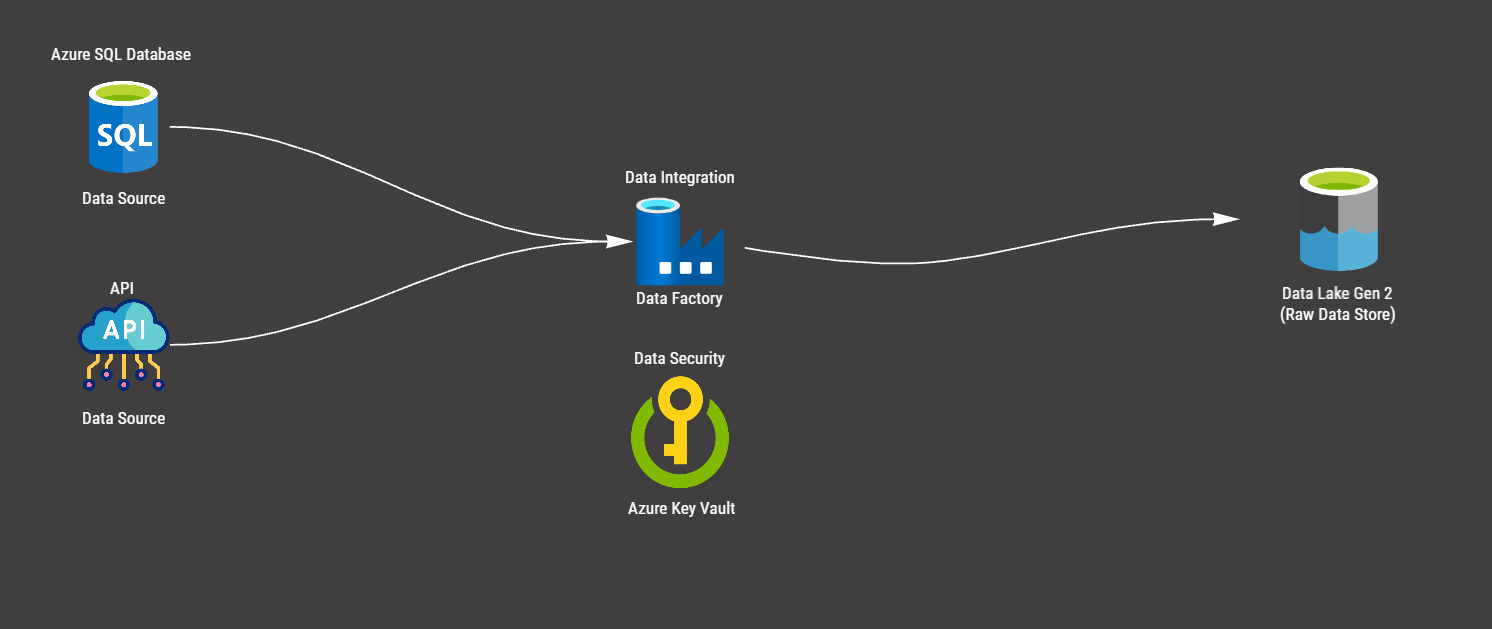 Azure SQL Database
SQL
Data Source
API
API
Data Source
Data Integration
Data Factory
Data Security
Azure Key Vault
Data Lake Gen 2
(Raw Data Store)